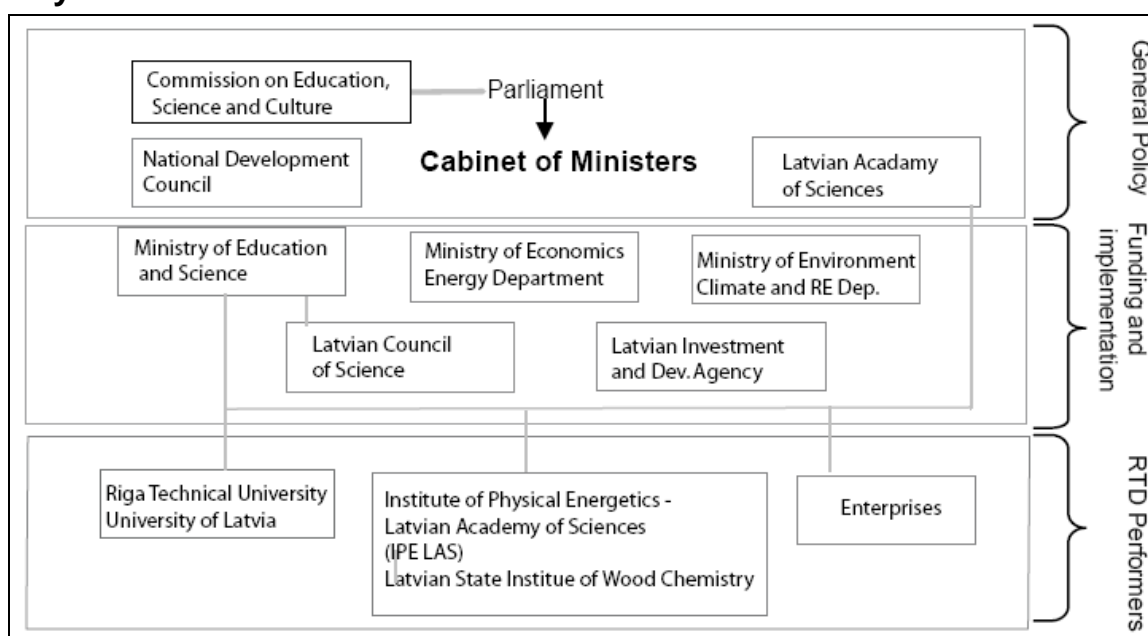 Commission on Education,
Science and Culture
Parliament
National Development
Council
Cabinet of Ministers
Latvian Acadamy
of Sciences
General Policy
Ministry of Education
and Science
Ministry of Economics
Energy Department
Ministry of Environment
Climate and RE Dep.
Latvian Council
of Science
Latvian Investment
and Dev. Agency
Funding and
implementation
Riga Technical University
University of Latvia
Institute of Physical Energetics -
Latvian Academy of Sciences
(IPE LAS)
Latvian State Institue of Wood Chemistry
Enterprises
RTD Performers